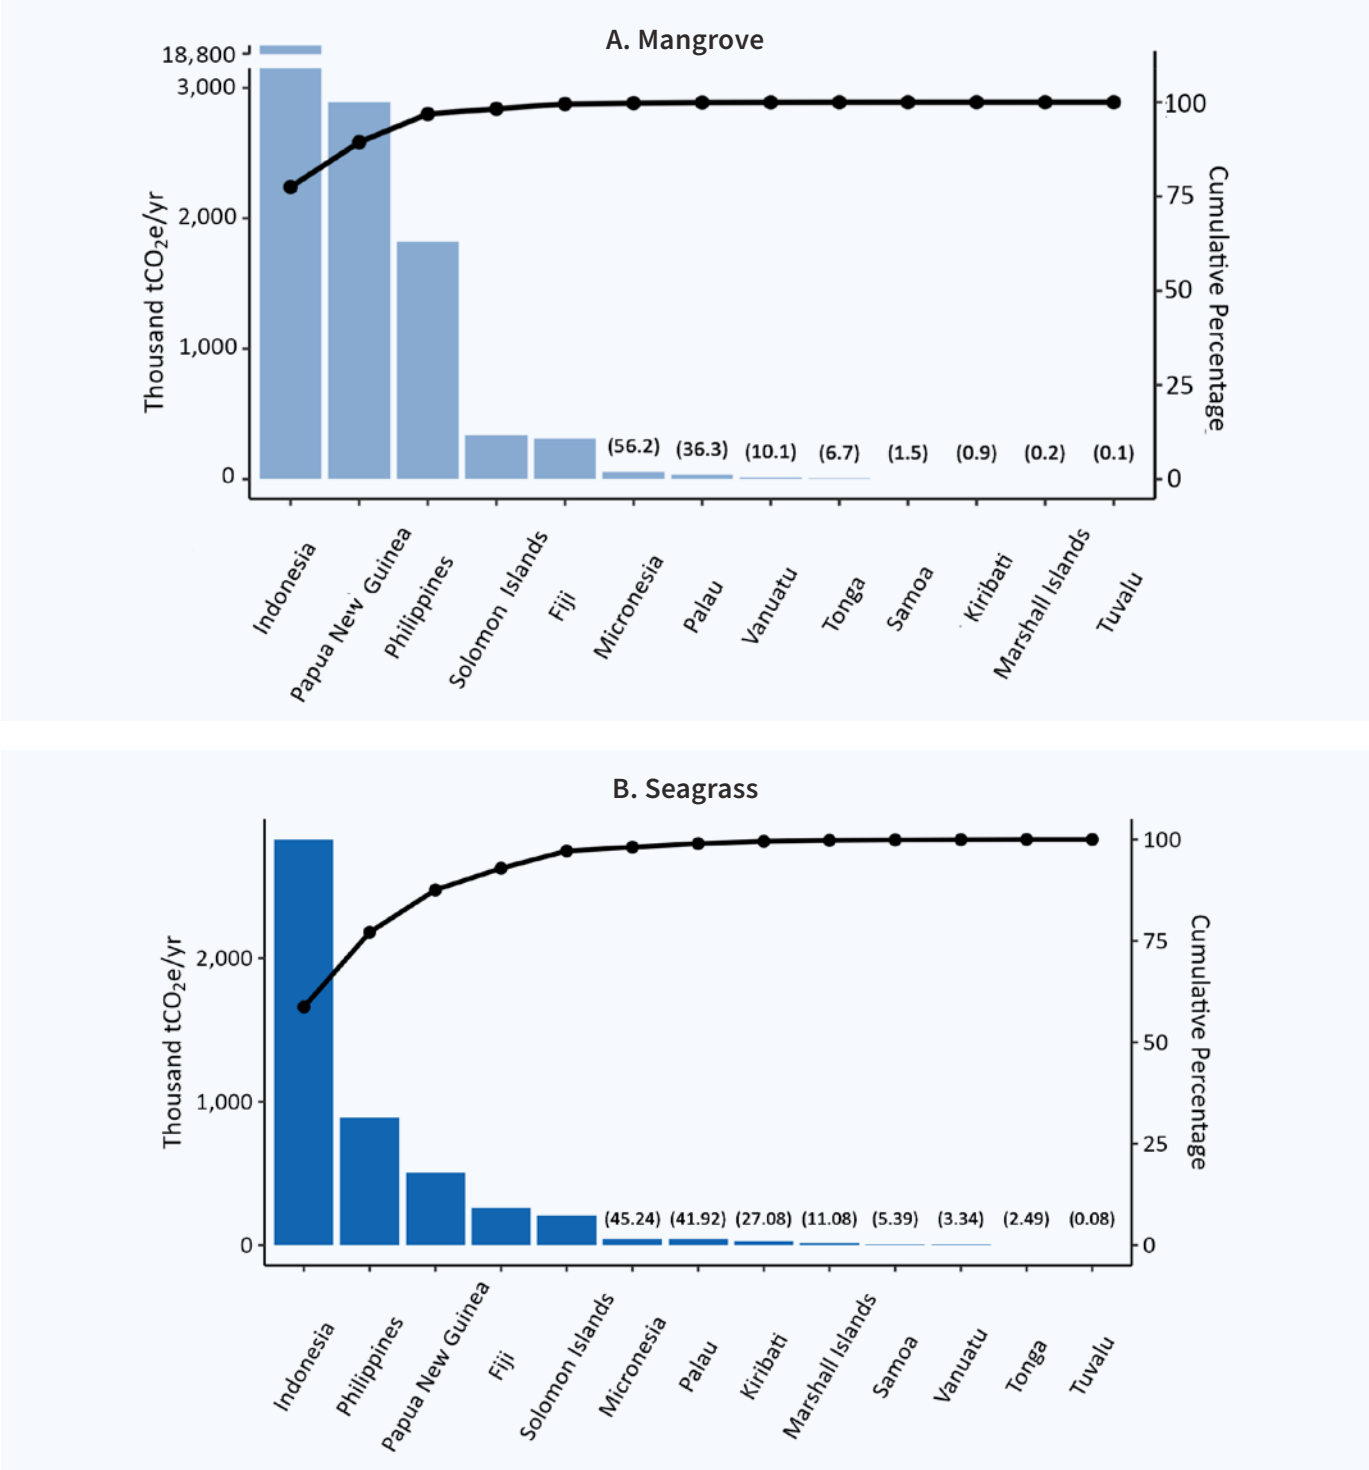 A. Mangrove
18,800
3,000
2,000
1,000
0
Thousand tCO₂e/yr
100
75
50
25
0
Cumulative Percentage
(56.2) (36.3) (10.1) (6.7) (1.5) (0.9) (0.2) (0.1)
Indonesia
Papua New Guinea
Philippines
Solomon Islands
Fiji
Micronesia
Palau
Vanuatu
Tonga
Samoa
Kiribati
Marshall Islands
Tuvalu
B. Seagrass
2,000
1,000
0
Thousand tCO₂e/yr
100
75
50
25
0
Cumulative Percentage
(45.24) (41.92) (27.08) (11.08) (5.39) (3.34) (2.49) (0.08)
Indonesia
Philippines
Papua New Guinea
Fiji
Solomon Islands
Micronesia
Palau
Kiribati
Marshall Islands
Samoa
Vanuatu
Tonga
Tuvalu